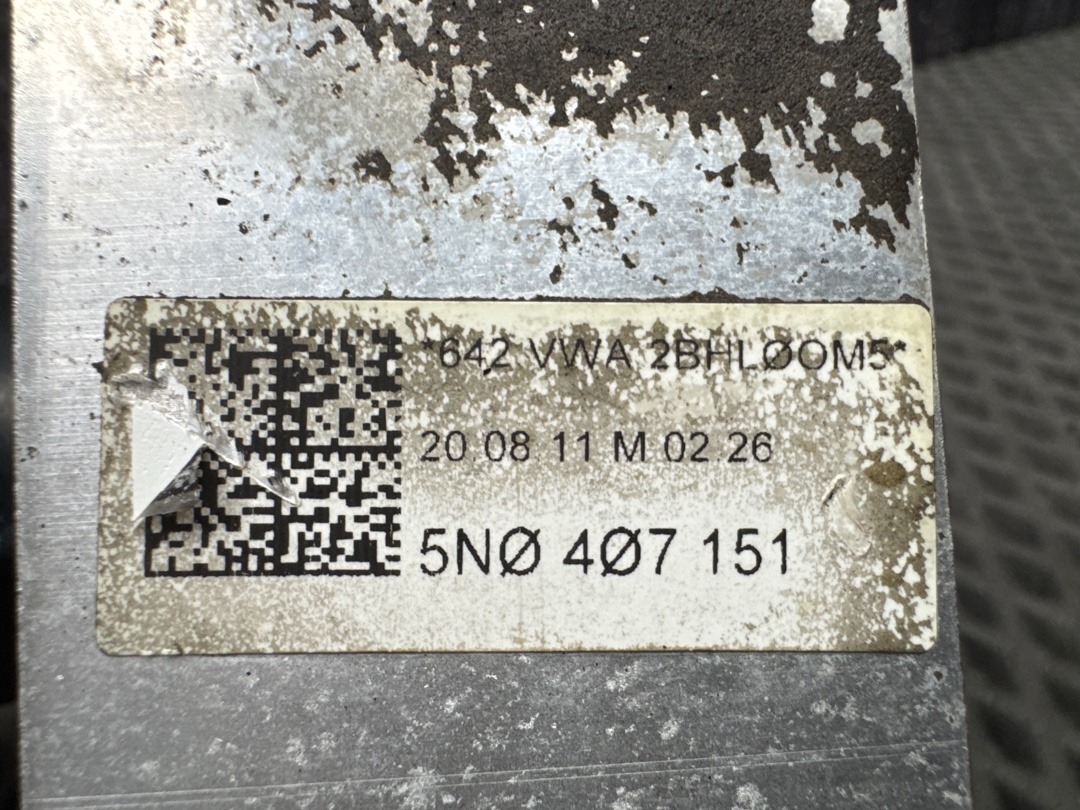 *642 VWA 2BHLØOM5*
20 08 11 M 02 26
5NØ 4Ø7 151